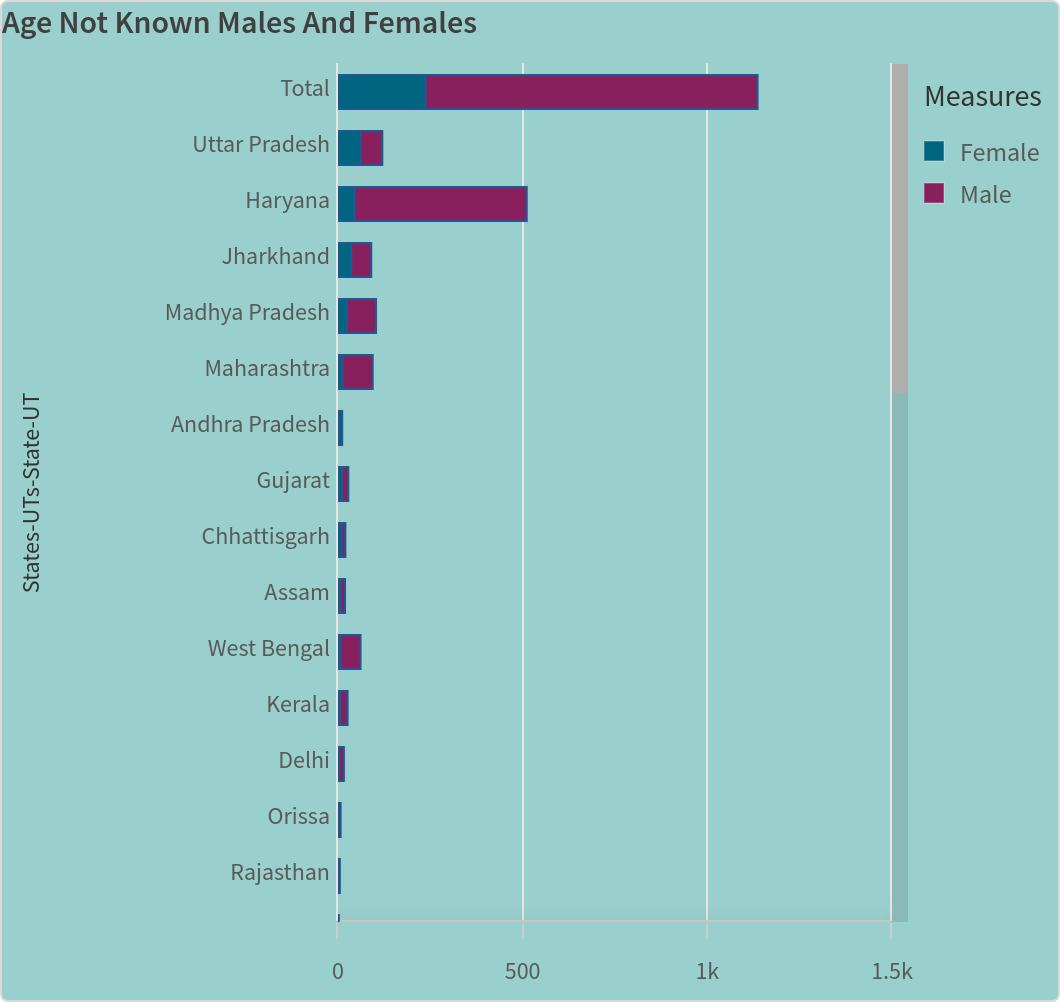 Age Not Known Males And Females
States-UTs-State-UT
Total
Uttar Pradesh
Haryana
Jharkhand
Madhya Pradesh
Maharashtra
Andhra Pradesh
Gujarat
Chhattisgarh
Assam
West Bengal
Kerala
Delhi
Orissa
Rajasthan
0 500 1k 1.5k
Measures
Female
Male